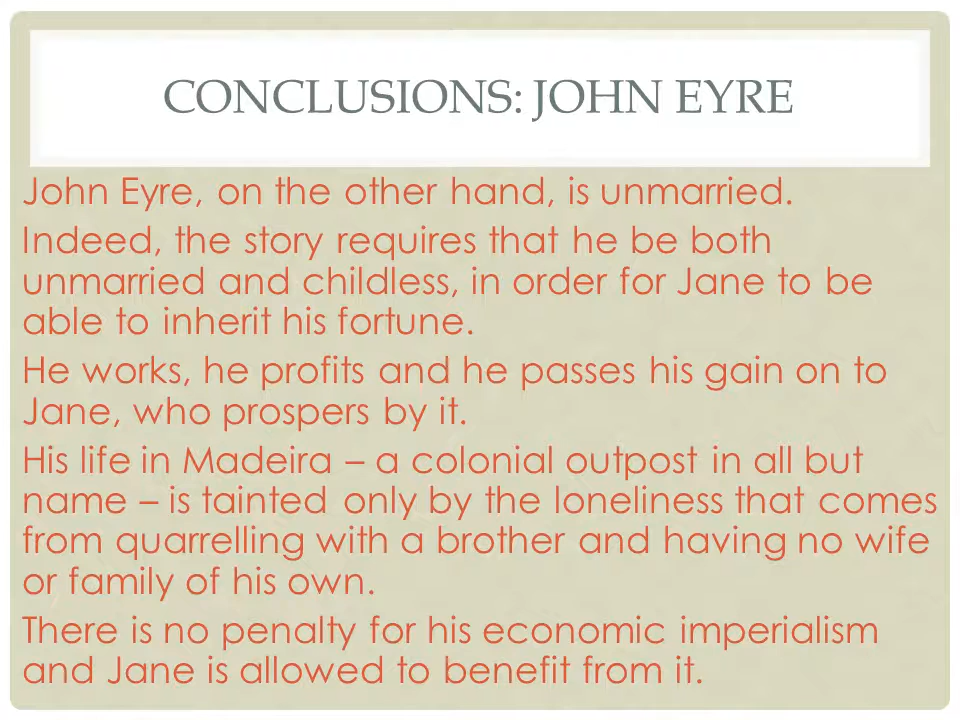 CONCLUSIONS: JOHN EYRE
John Eyre, on the other hand, is unmarried.
Indeed, the story requires that he be both
unmarried and childless, in order for Jane to be
able to inherit his fortune.
He works, he profits and he passes his gain on to
Jane, who prospers by it.
His life in Madeira – a colonial outpost in all but
name – is tainted only by the loneliness that comes
from quarrelling with a brother and having no wife
or family of his own.
There is no penalty for his economic imperialism
and Jane is allowed to benefit from it.